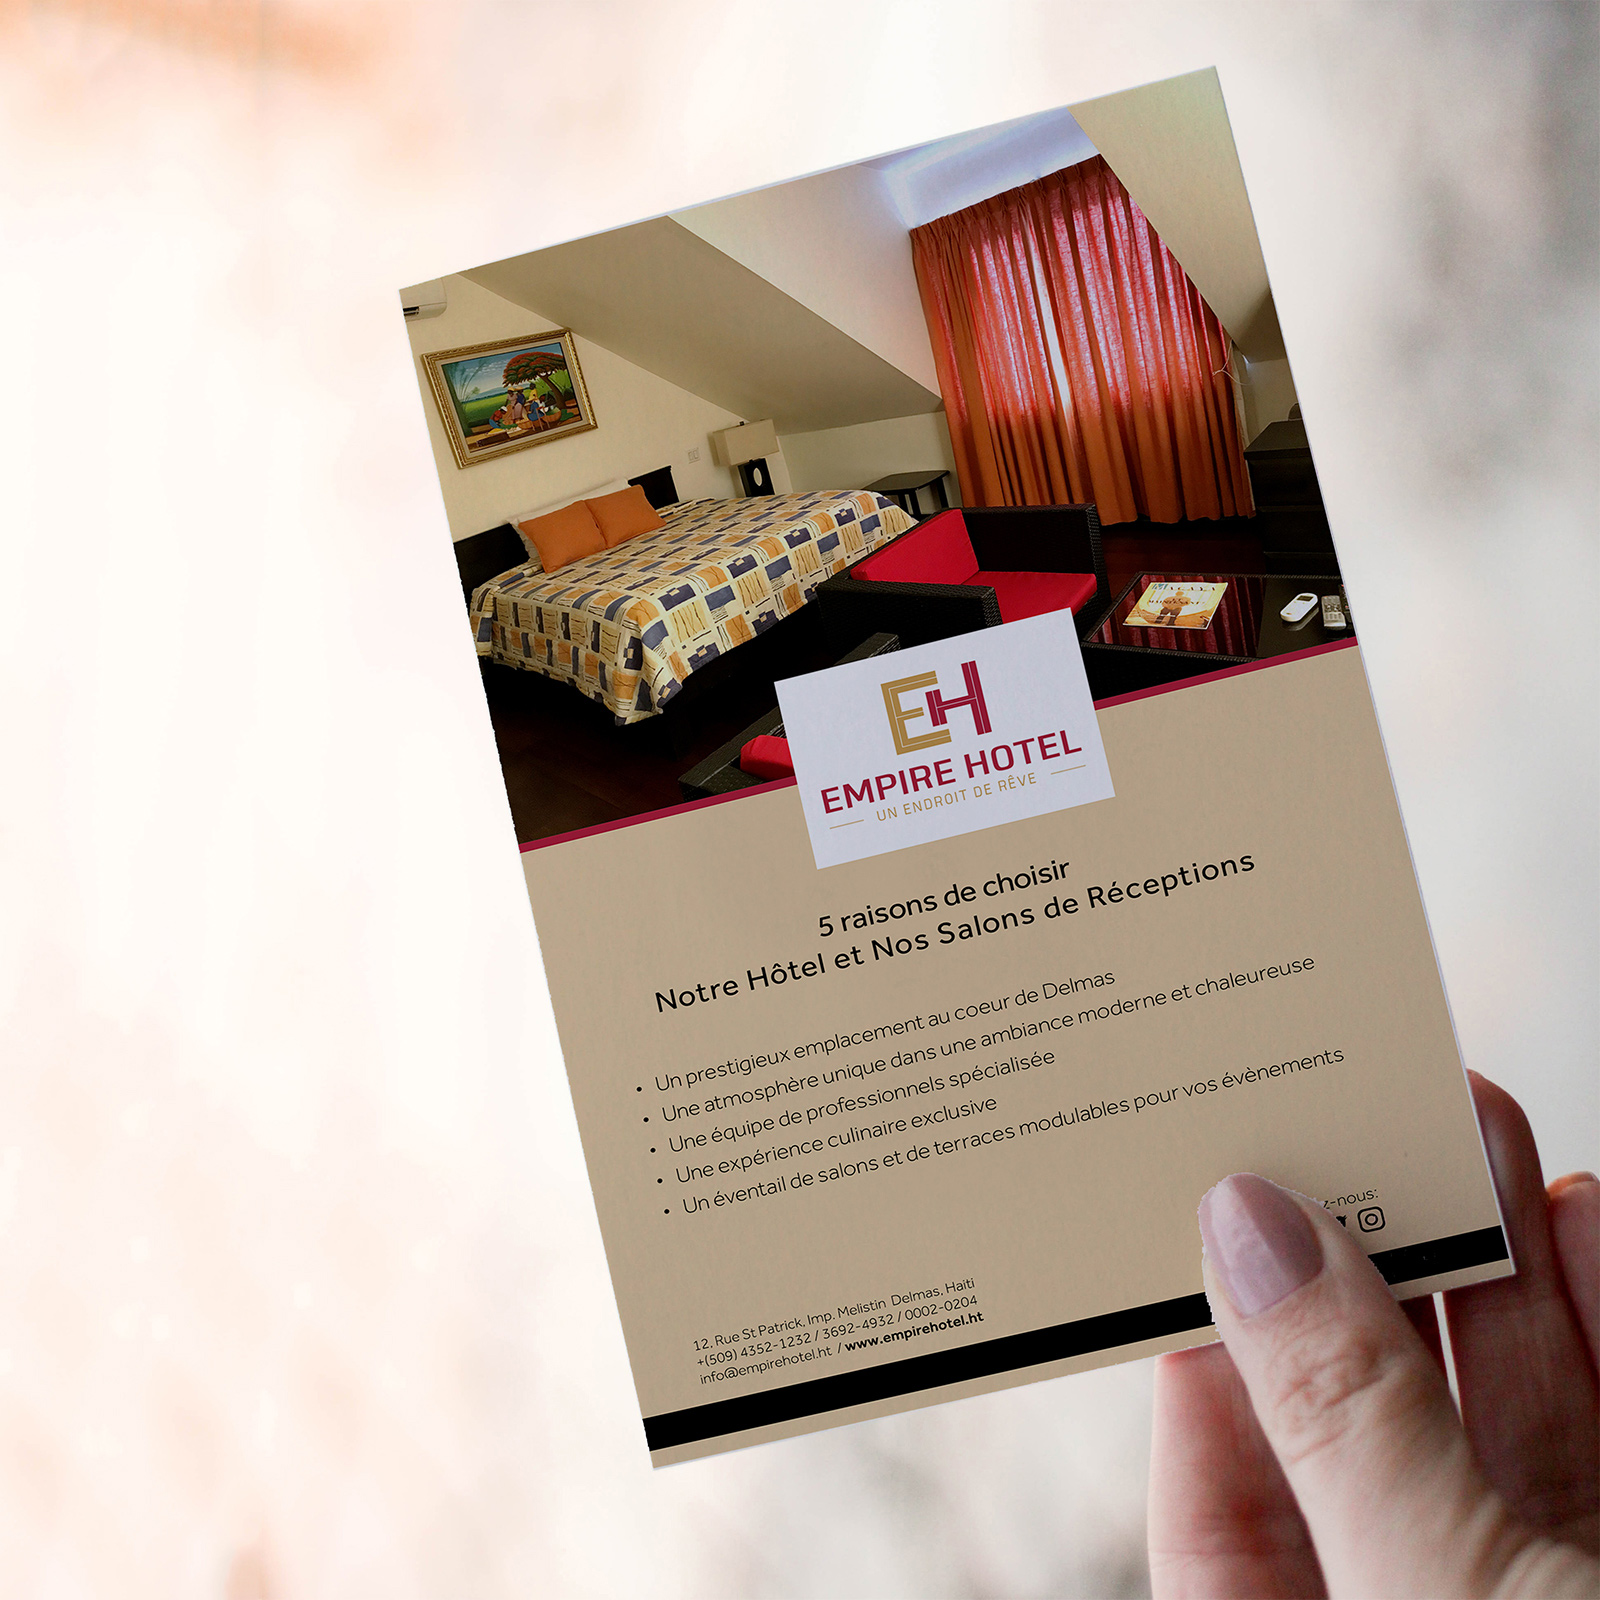 EH
EMPIRE HOTEL
UN ENDROIT DE RÊVE
5 raisons de choisir
Notre Hôtel et Nos Salons de Réceptions
• Un prestigieux emplacement au coeur de Delmas
• Une atmosphère unique dans une ambiance moderne et chaleureuse
• Une équipe de professionnels spécialisée
• Une expérience culinaire exclusive
• Un éventail de salons et de terraces modulables pour vos évènements
z-nous:
12, Rue St Patrick, Imp. Melistin Delmas, Haiti
+(509) 4352-1232 / 3692-4932 / 0002-0204
info@empirehotel.ht / www.empirehotel.ht